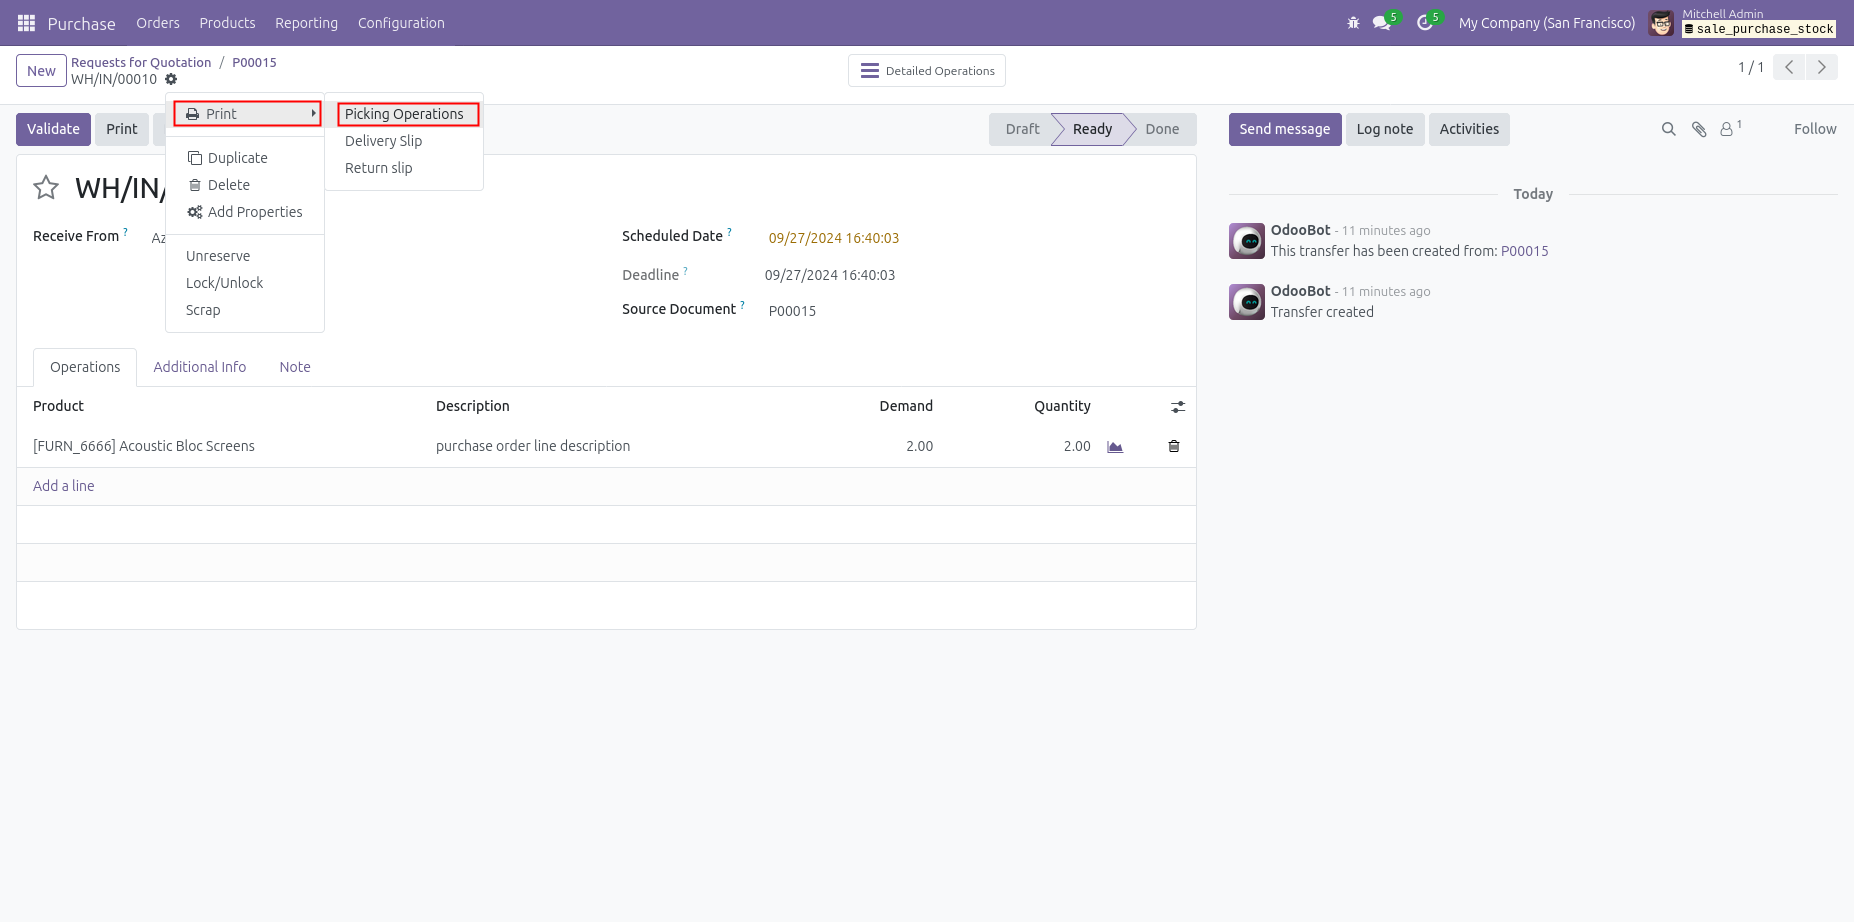 Purchase Orders Products Reporting Configuration 5 5 My Company (San Francisco) Mitchell Admin
sale_purchase_stock
New Requests for Quotation / P00015
WH/IN/00010
Detailed Operations
1 / 1
Print
Picking Operations
Delivery Slip
Return slip
Duplicate
Delete
Add Properties
Unreserve
Lock/Unlock
Scrap
Validate Print
Draft Ready Done
Send message Log note Activities
1 Follow
WH/IN/
Receive From ?
Scheduled Date ? 09/27/2024 16:40:03
Deadline ? 09/27/2024 16:40:03
Source Document ? P00015
Operations Additional Info Note
Product Description Demand Quantity
[FURN_6666] Acoustic Bloc Screens purchase order line description 2.00 2.00
Add a line
Today
OdooBot - 11 minutes ago
This transfer has been created from: P00015
OdooBot - 11 minutes ago
Transfer created